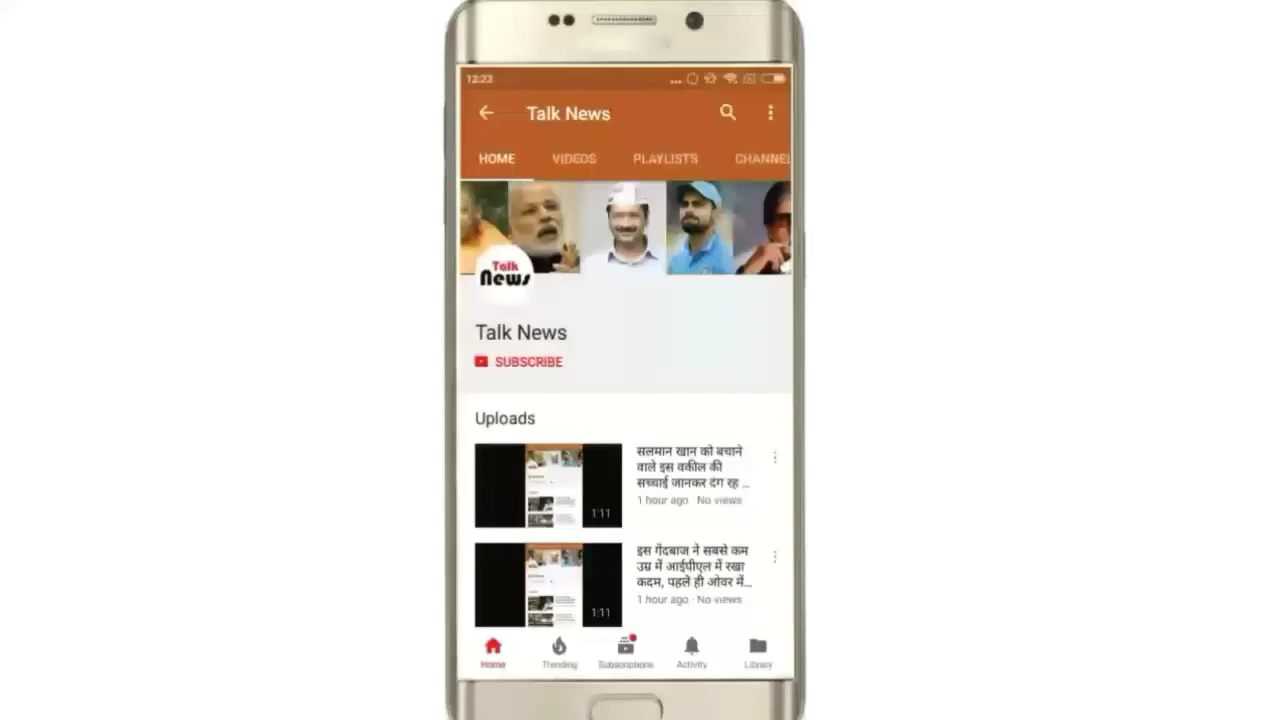 12:23
Talk News
HOME VIDEOS PLAYLISTS CHANNEL
Talk
News
Talk News
SUBSCRIBE
Uploads
सलमान खान को बचाने
वाले इस वकील की
सच्चाई जानकर दंग रह ...
1 hour ago · No views
1:11
इस गेंदबाज ने सबसे कम
उम्र में आईपीएल में रखा
कदम, पहले ही ओवर में...
1 hour ago · No views
1:11
Home Trending Subscriptions Activity Library